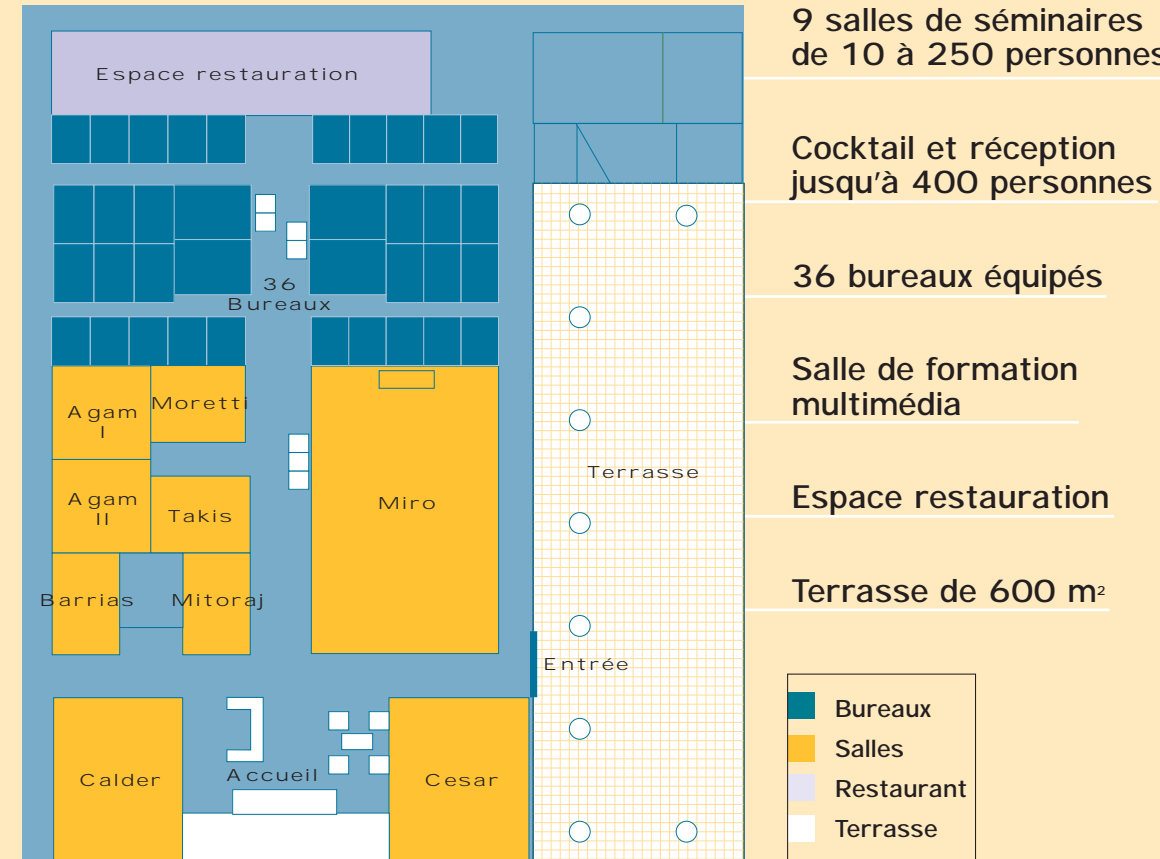 Espace restauration
36
Bureaux
Agam
I
Moretti
Agam
II
Takis
Miro
Barrias
Mitoraj
Terrasse
Entrée
Calder
Accueil
Cesar
9 salles de séminaires
de 10 à 250 personnes
Cocktail et réception
jusqu'à 400 personnes
36 bureaux équipés
Salle de formation
multimédia
Espace restauration
Terrasse de 600 m²
Bureaux
Salles
Restaurant
Terrasse